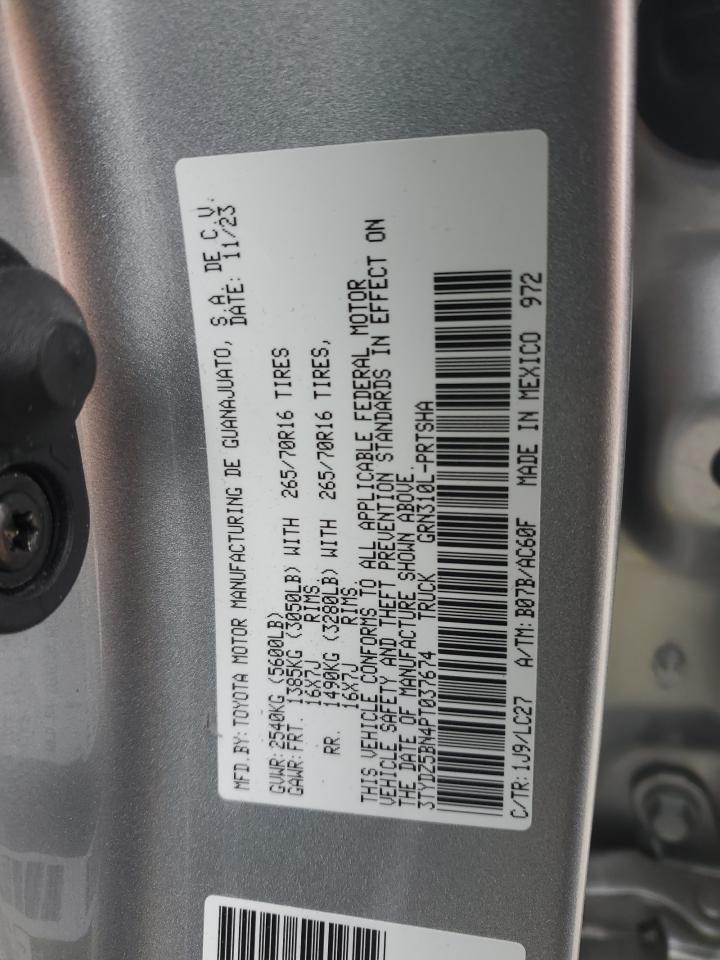 MFD.BY:TOYOTA MOTOR MANUFACTURING DE GUANAJUATO, S.A. DE C.V.
DATE: 11/23
GVWR:2540KG (5600LB)
GAWR:FRT. 1385KG (3050LB) WITH 265/70R16 TIRES
16X7J RIMS
RR. 1490KG (3280LB) WITH 265/70R16 TIRES,
16X7J RIMS
THIS VEHICLE CONFORMS TO ALL APPLICABLE FEDERAL MOTOR
VEHICLE SAFETY AND THEFT PREVENTION STANDARDS IN EFFECT ON
THE DATE OF MANUFACTURE SHOWN ABOVE.
3TYDZ5BN4PT037674 TRUCK GRN310L-PRTSHA
C/TR:1J9/LC27 A/TM:B07B/AC60F MADE IN MEXICO 972